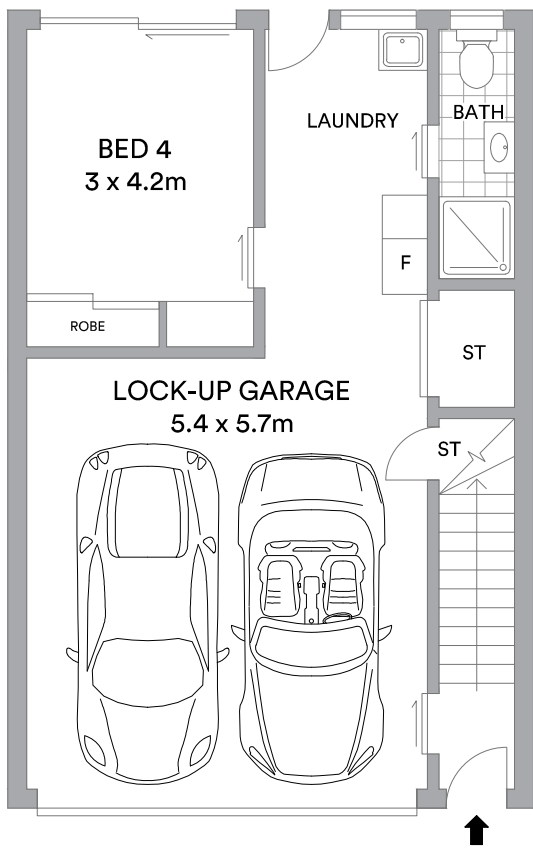 LAUNDRY
BATH
BED 4
3 x 4.2m
F
ROBE
ST
LOCK-UP GARAGE
5.4 x 5.7m
ST